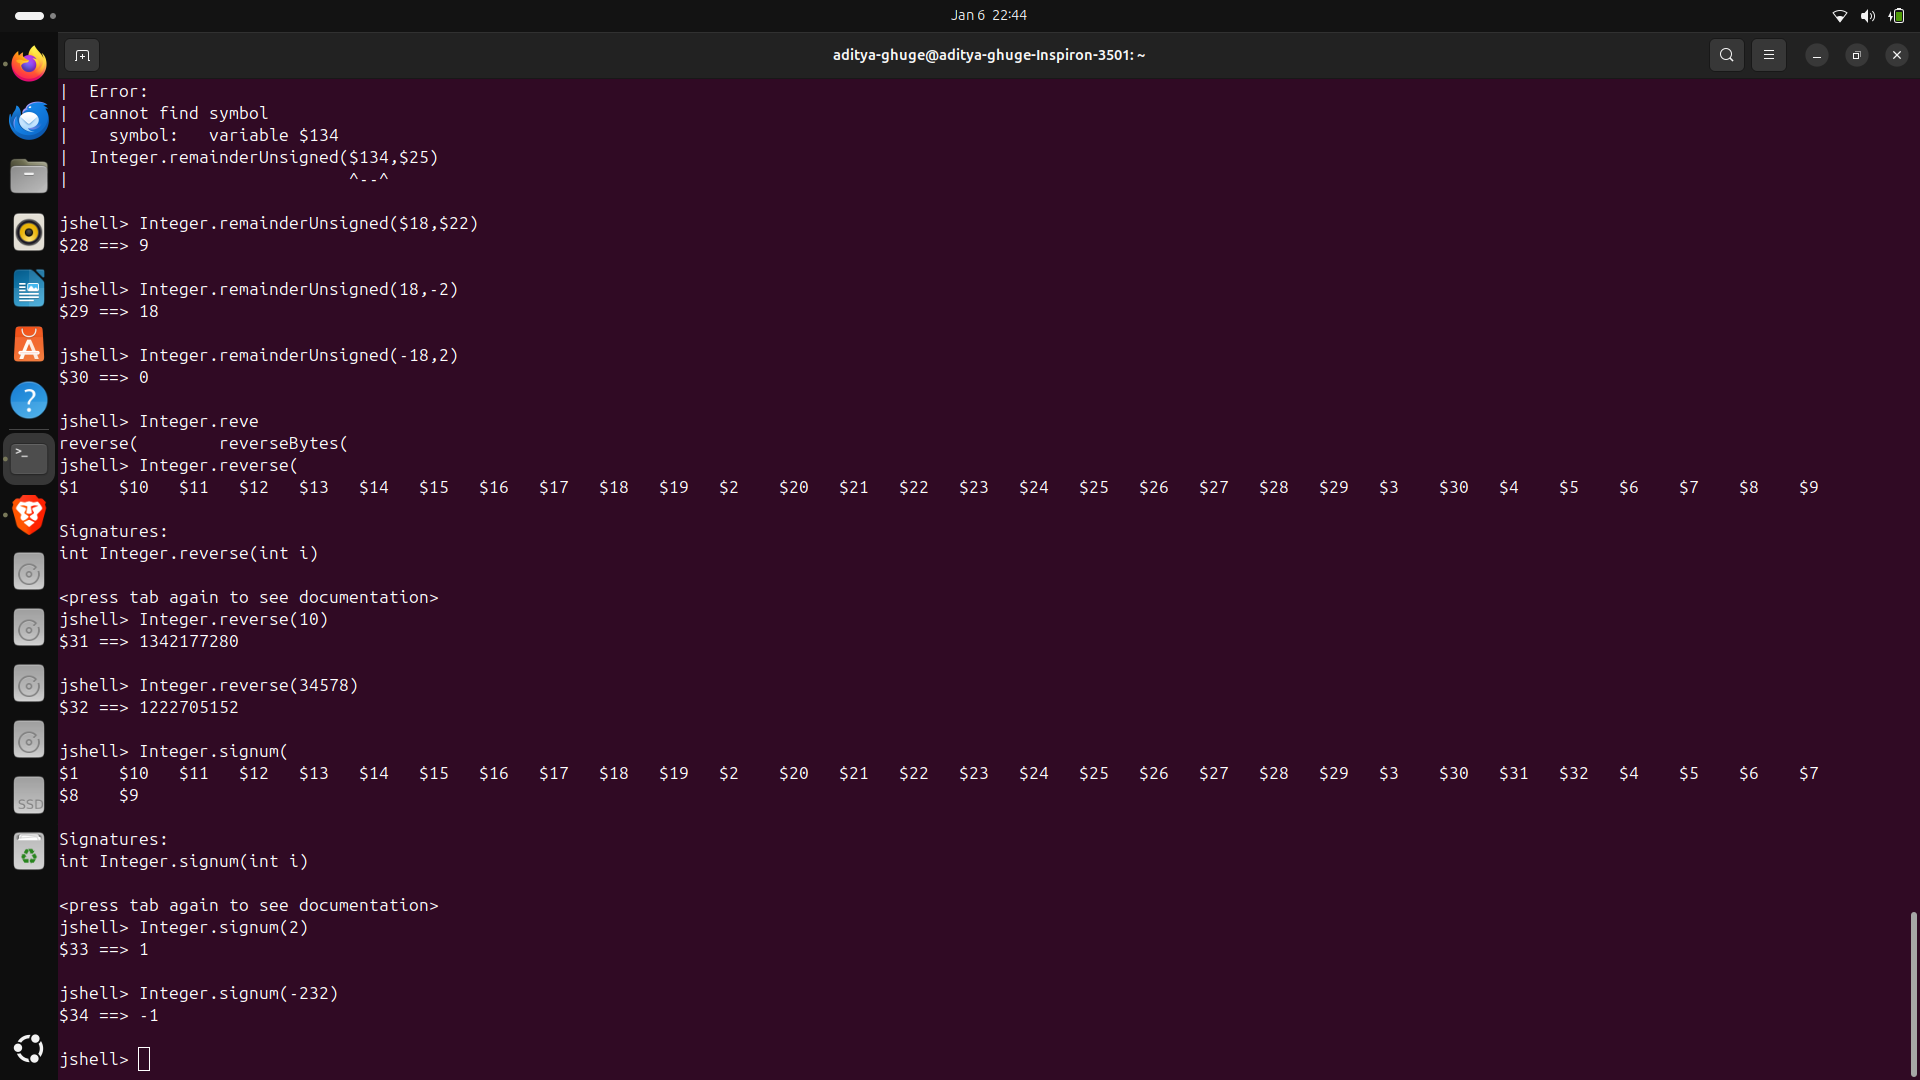 Jan 6 22:44
aditya-ghuge@aditya-ghuge-Inspiron-3501: ~
|  Error:
|  cannot find symbol
|    symbol:   variable $134
|  Integer.remainderUnsigned($134,$25)
|                            ^--^
jshell> Integer.remainderUnsigned($18,$22)
$28 ==> 9
jshell> Integer.remainderUnsigned(18,-2)
$29 ==> 18
jshell> Integer.remainderUnsigned(-18,2)
$30 ==> 0
jshell> Integer.reve
reverse(        reverseBytes(
jshell> Integer.reverse(
$1    $10   $11   $12   $13   $14   $15   $16   $17   $18   $19   $2    $20   $21   $22   $23   $24   $25   $26   $27   $28   $29   $3    $30   $4    $5    $6    $7    $8    $9
Signatures:
int Integer.reverse(int i)
<press tab again to see documentation>
jshell> Integer.reverse(10)
$31 ==> 1342177280
jshell> Integer.reverse(34578)
$32 ==> 1222705152
jshell> Integer.signum(
$1    $10   $11   $12   $13   $14   $15   $16   $17   $18   $19   $2    $20   $21   $22   $23   $24   $25   $26   $27   $28   $29   $3    $30   $31   $32   $4    $5    $6    $7
$8    $9
Signatures:
int Integer.signum(int i)
<press tab again to see documentation>
jshell> Integer.signum(2)
$33 ==> 1
jshell> Integer.signum(-232)
$34 ==> -1
jshell>
SSD